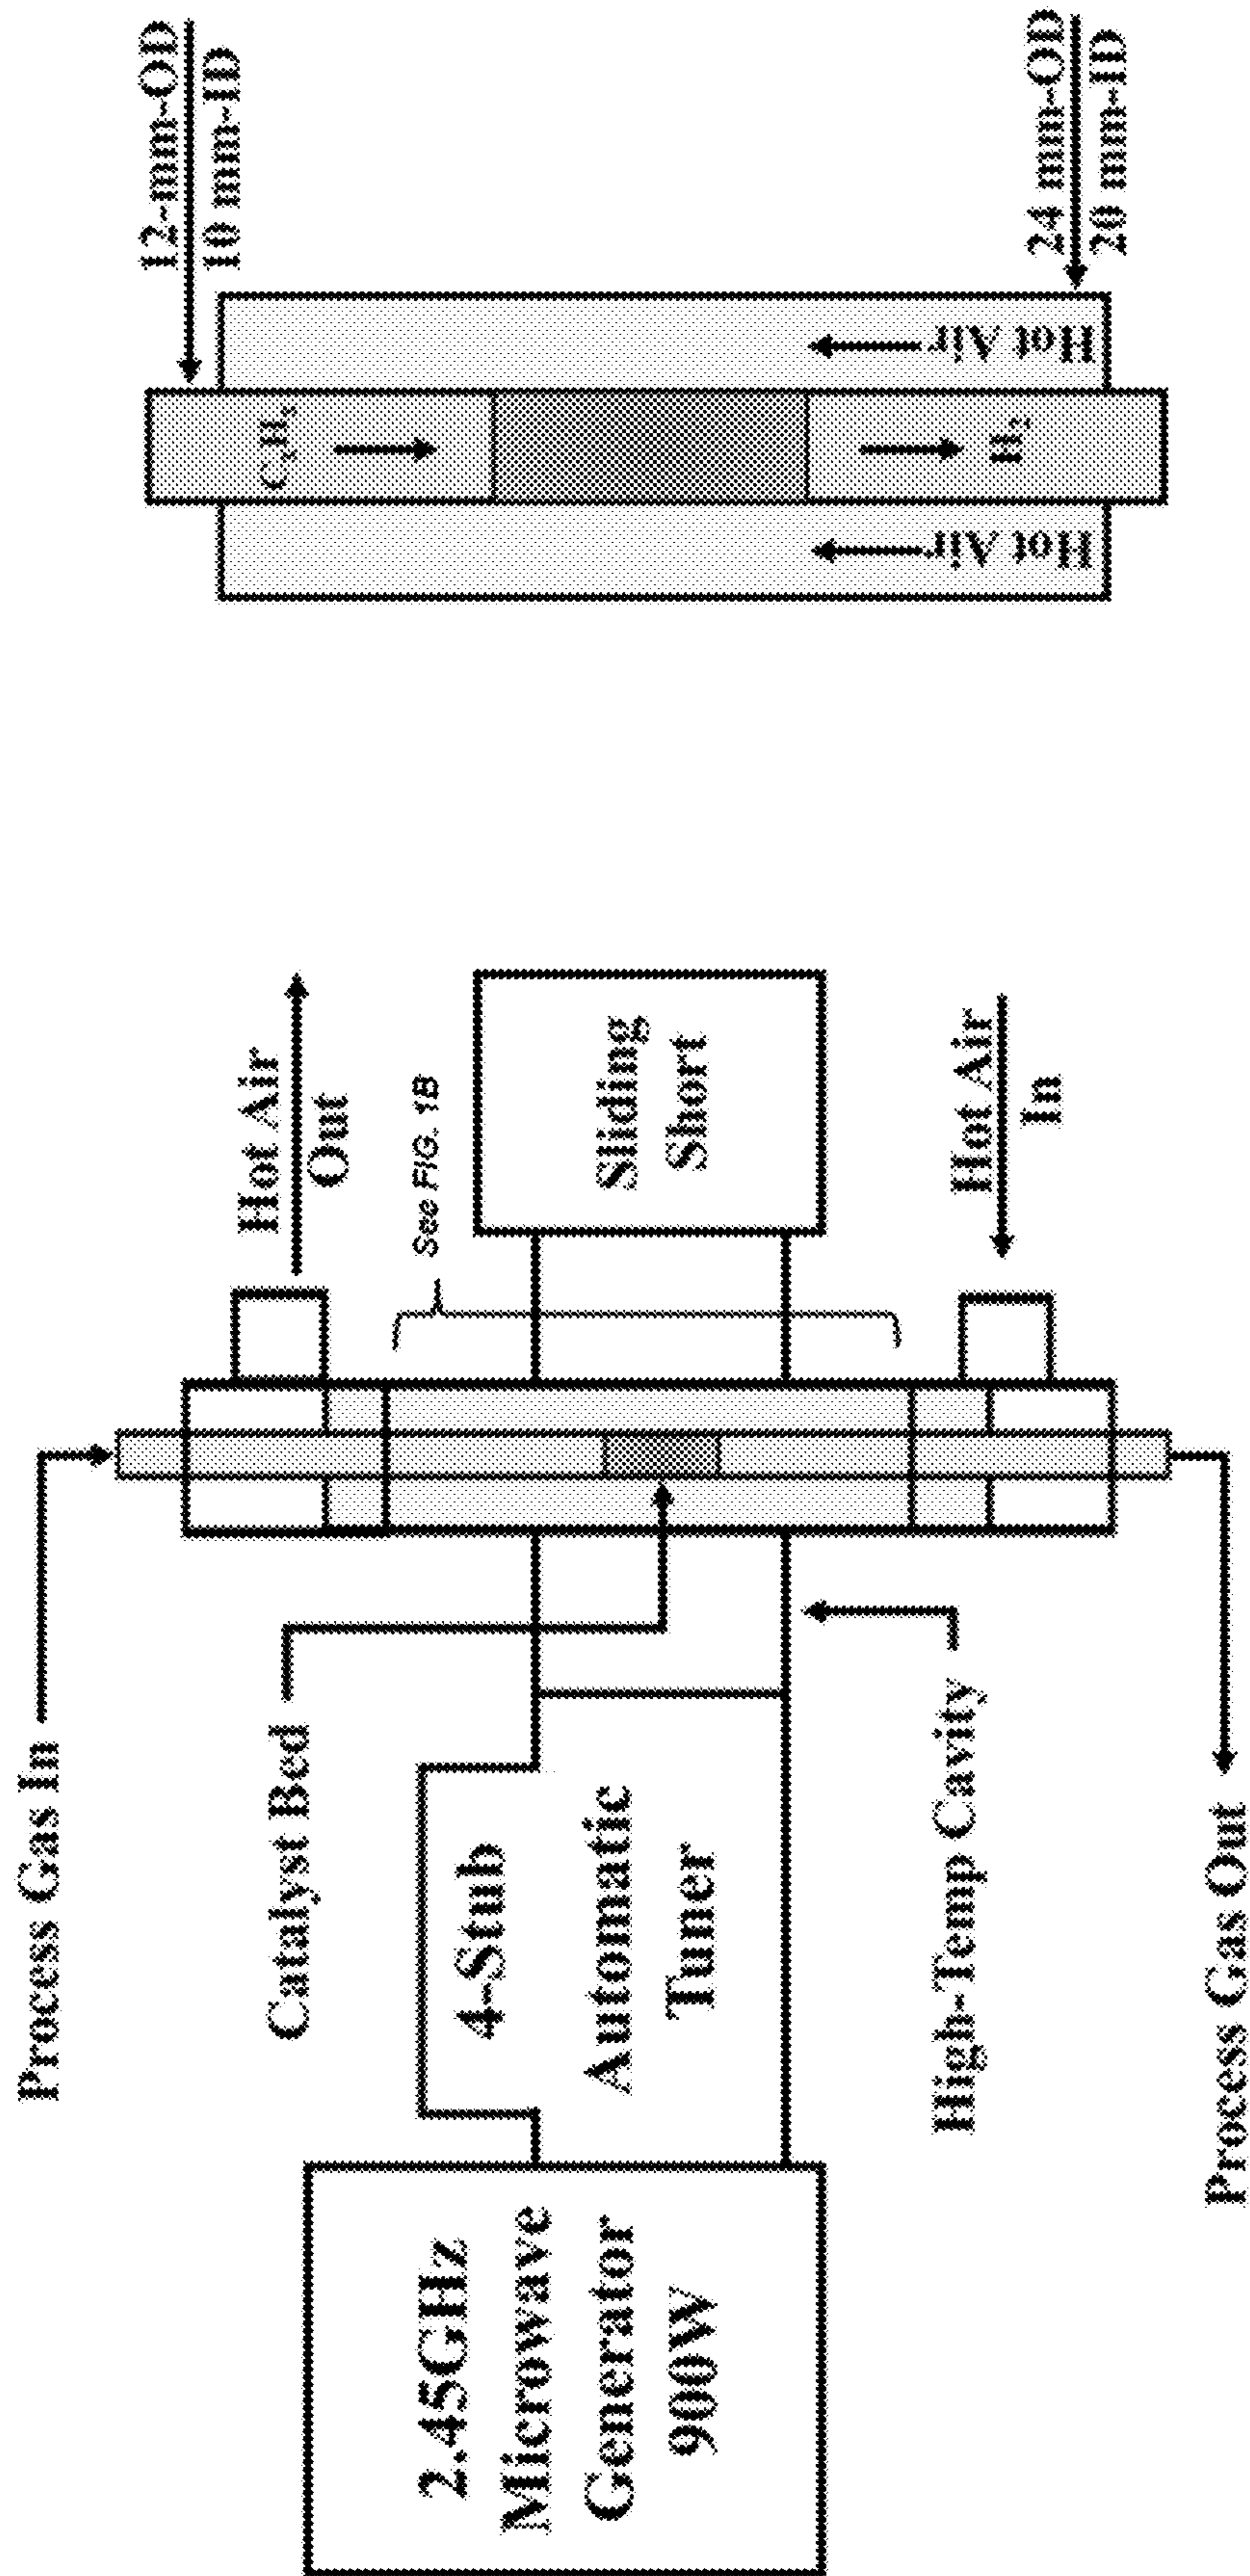 Process Gas In
Catalyst Bed
2.45GHz
Microwave
Generator
900W
4-Stub
Automatic
Tuner
High-Temp Cavity
Process Gas Out
Hot Air
Out
See FIG. 1B
Sliding
Short
Hot Air
In
12-mm-OD
10 mm-ID
CₓHₓ
Hot Air
Hot Air
H₂
24 mm-OD
20 mm-ID